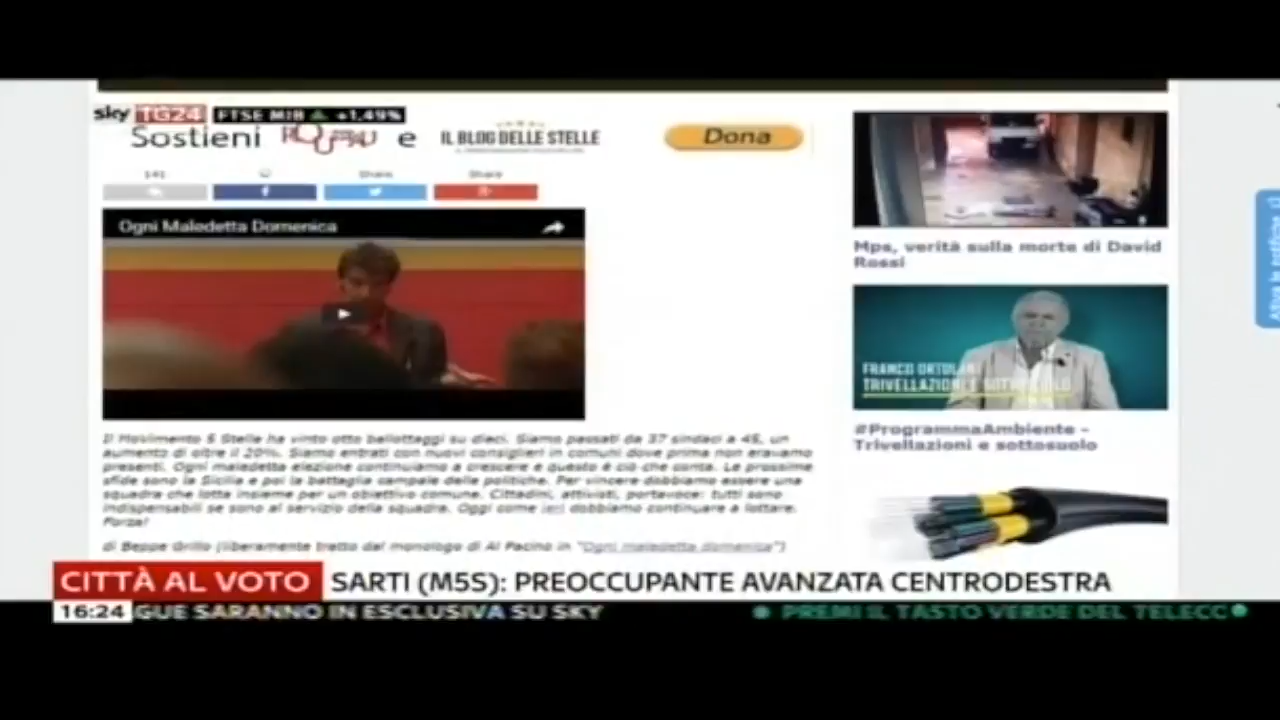 sky TG24 FTSE MIB +1.49%
Sostieni e IL BLOG DELLE STELLE Dona
141
Share
Share
Ogni Maledetta Domenica
Il MoVimento 5 Stelle ha vinto otto ballottaggi su dieci. Siamo passati da 37 sindaci a 45, un
aumento di oltre il 20%. Siamo entrati con nuovi consiglieri in comuni dove prima non eravamo
presenti. Ogni maledetta elezione continuiamo a crescere e questo è ciò che conta. Le prossime
sfide sono la Sicilia e poi la battaglia campale delle politiche. Per vincere dobbiamo essere una
squadra che lotta insieme per un obiettivo comune. Cittadini, attivisti, portavoce: tutti sono
indispensabili se sono al servizio della squadra. Oggi come ieri dobbiamo continuare a lottare.
Forza!
di Beppe Grillo (liberamente tratto dal monologo di Al Pacino in "Ogni maledetta domenica")
Mps, verità sulla morte di David
Rossi
FRANCO ORTOLANI
TRIVELLAZIONI E SOTTOSUOLO
#ProgrammaAmbiente -
Trivellazioni e sottosuolo
CITTÀ AL VOTO SARTI (M5S): PREOCCUPANTE AVANZATA CENTRODESTRA
16:24 GUE SARANNO IN ESCLUSIVA SU SKY PREMI IL TASTO VERDE DEL TELECC